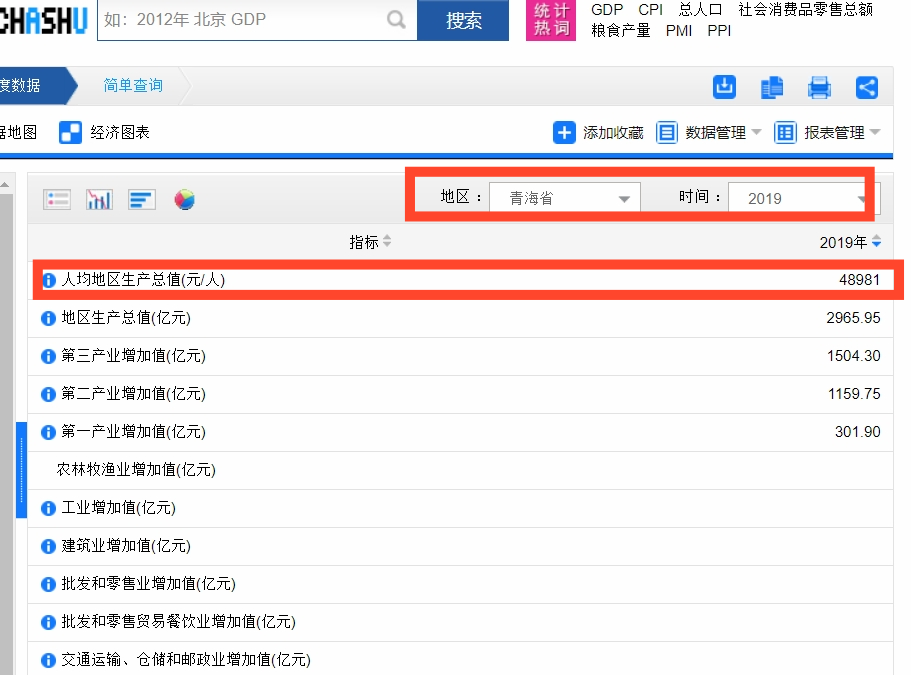 CHASHU
如：2012年 北京 GDP
搜索
统计
热词
GDP CPI 总人口 社会消费品零售总额
粮食产量 PMI PPI
度数据
简单查询
据地图
经济图表
添加收藏
数据管理
报表管理
地区：
青海省
时间：
2019
指标
2019年
人均地区生产总值(元/人) 48981
地区生产总值(亿元) 2965.95
第三产业增加值(亿元) 1504.30
第二产业增加值(亿元) 1159.75
第一产业增加值(亿元) 301.90
农林牧渔业增加值(亿元)
工业增加值(亿元)
建筑业增加值(亿元)
批发和零售业增加值(亿元)
批发和零售贸易餐饮业增加值(亿元)
交通运输、仓储和邮政业增加值(亿元)